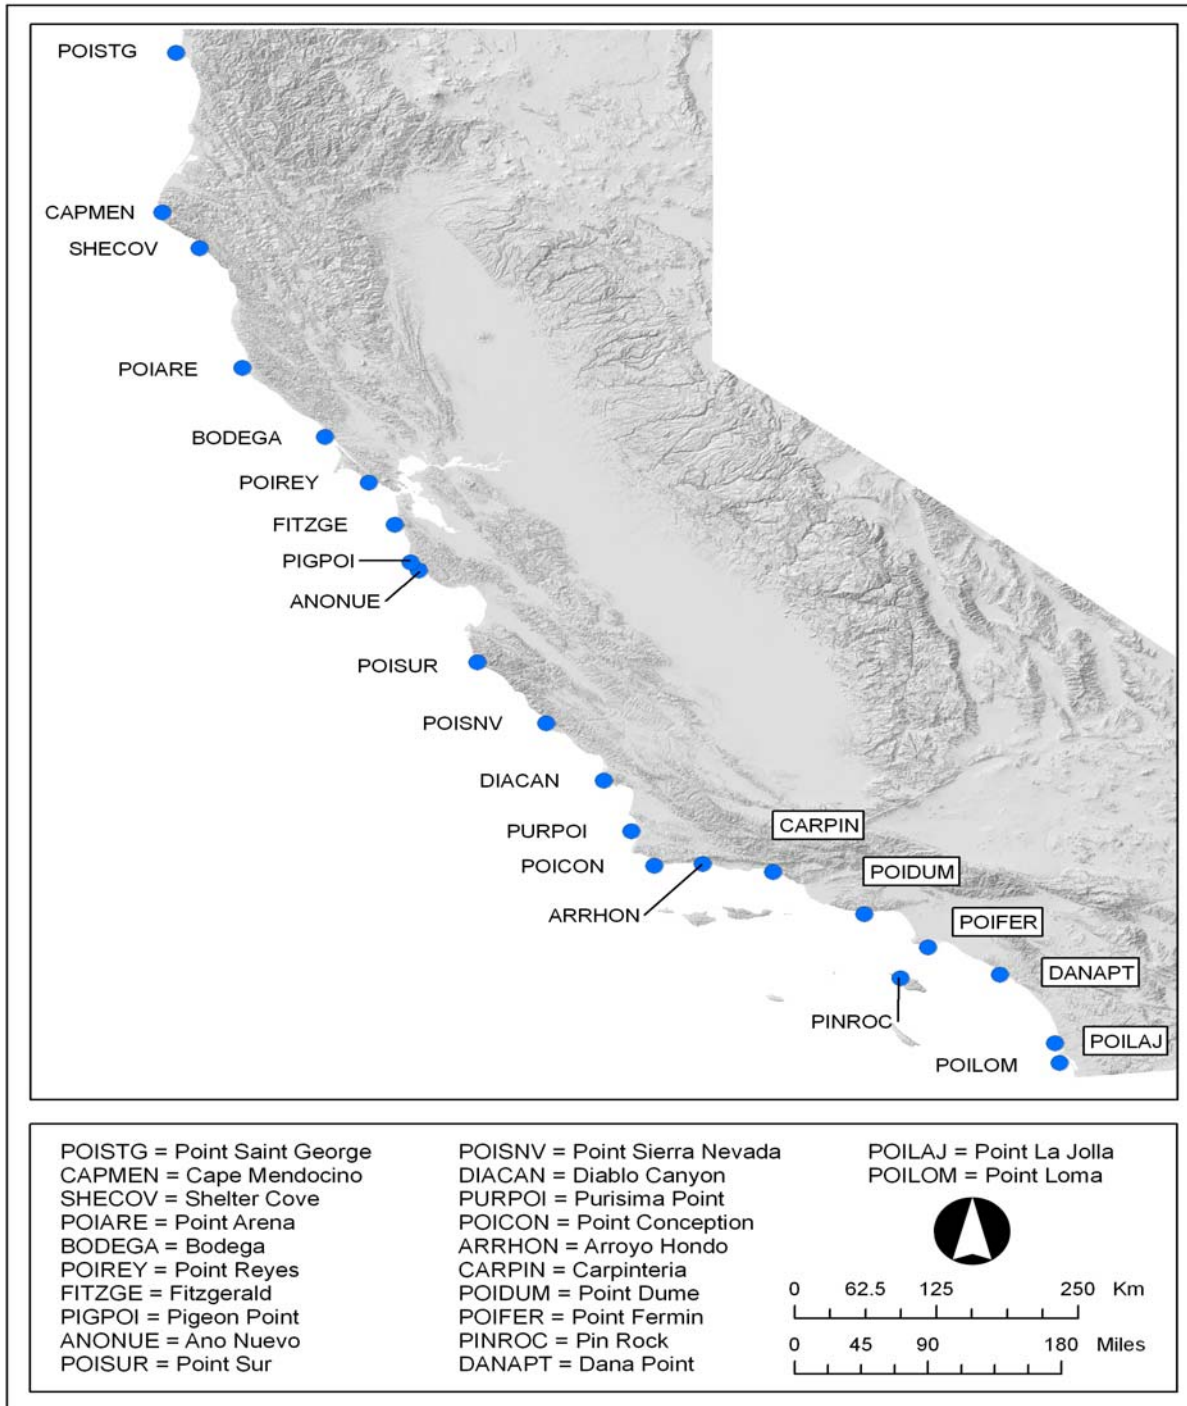 POISTG
CAPMEN
SHECOV
POIARE
BODEGA
POIREY
FITZGE
PIGPOI
ANONUE
POISUR
POISNV
DIACAN
CARPIN
PURPOI
POICON
POIDUM
ARRHON
POIFER
DANAPT
PINROC
POILAJ
POILOM
POISTG = Point Saint George
CAPMEN = Cape Mendocino
SHECOV = Shelter Cove
POIARE = Point Arena
BODEGA = Bodega
POIREY = Point Reyes
FITZGE = Fitzgerald
PIGPOI = Pigeon Point
ANONUE = Ano Nuevo
POISUR = Point Sur
POISNV = Point Sierra Nevada
DIACAN = Diablo Canyon
PURPOI = Purisima Point
POICON = Point Conception
ARRHON = Arroyo Hondo
CARPIN = Carpinteria
POIDUM = Point Dume
POIFER = Point Fermin
PINROC = Pin Rock
DANAPT = Dana Point
POILAJ = Point La Jolla
POILOM = Point Loma
0 62.5 125 250 Km
0 45 90 180 Miles